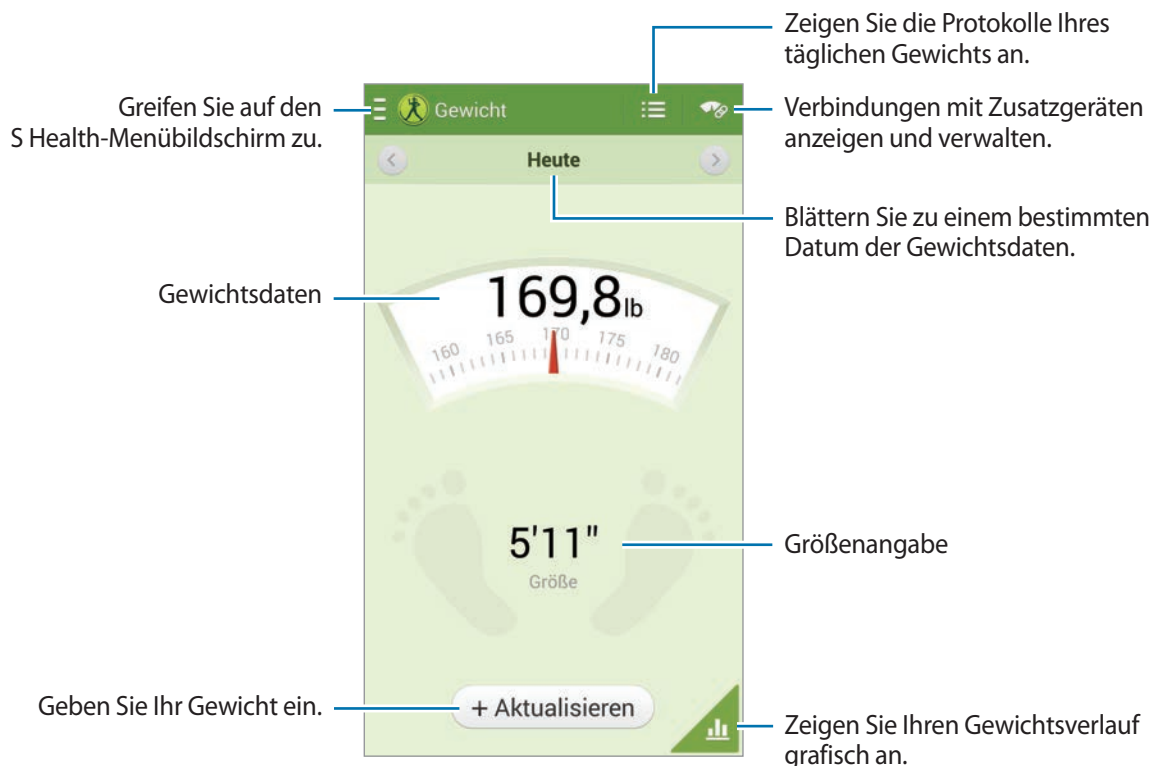 Zeigen Sie die Protokolle Ihres
täglichen Gewichts an.
Greifen Sie auf den
S Health-Menübildschirm zu.
Gewicht
Verbindungen mit Zusatzgeräten
anzeigen und verwalten.
Heute
Blättern Sie zu einem bestimmten
Datum der Gewichtsdaten.
Gewichtsdaten
169,8lb
160 165 170 175 180
5'11"
Größe
Größenangabe
Geben Sie Ihr Gewicht ein.
+ Aktualisieren
Zeigen Sie Ihren Gewichtsverlauf
grafisch an.